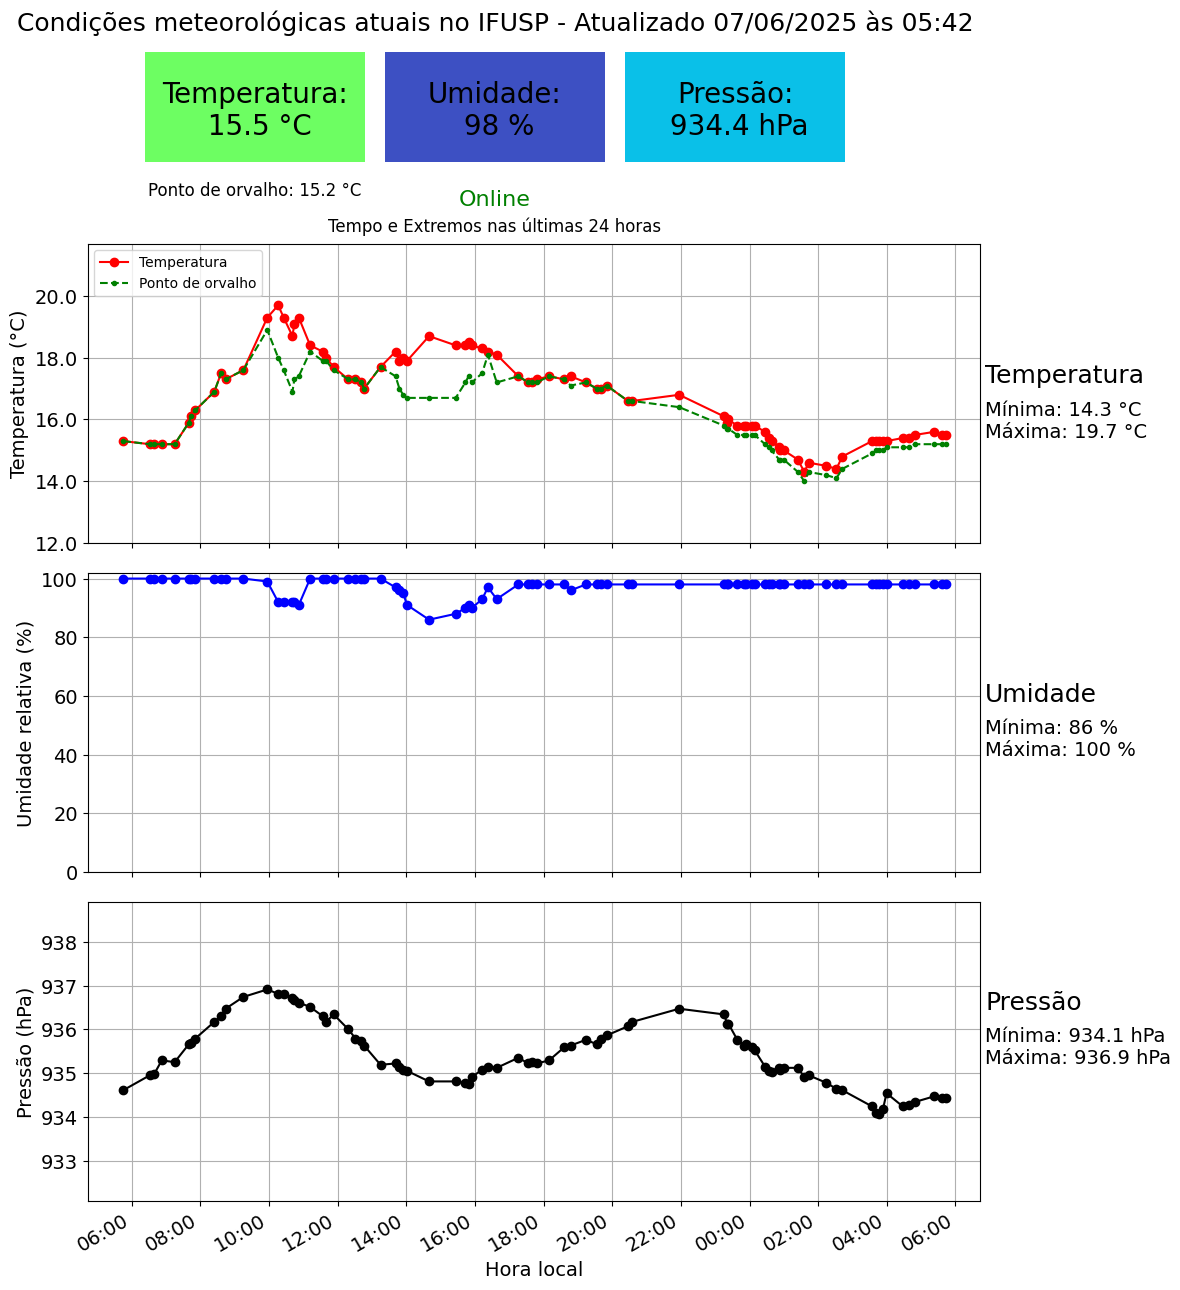 Condições meteorológicas atuais no IFUSP - Atualizado 07/06/2025 às 05:42
Temperatura:
15.5 °C
Umidade:
98 %
Pressão:
934.4 hPa
Ponto de orvalho: 15.2 °C
Online
Tempo e Extremos nas últimas 24 horas
Temperatura
Ponto de orvalho
Temperatura (°C)
20.0
18.0
16.0
14.0
12.0
Temperatura
Mínima: 14.3 °C
Máxima: 19.7 °C
Umidade relativa (%)
100
80
60
40
20
0
Umidade
Mínima: 86 %
Máxima: 100 %
Pressão (hPa)
938
937
936
935
934
933
Pressão
Mínima: 934.1 hPa
Máxima: 936.9 hPa
06:00 08:00 10:00 12:00 14:00 16:00 18:00 20:00 22:00 00:00 02:00 04:00 06:00
Hora local